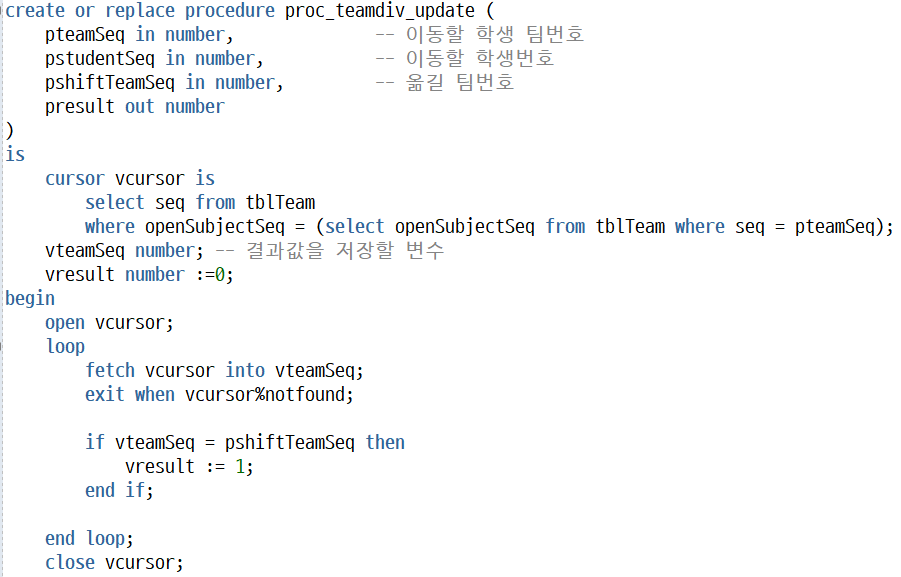 create or replace procedure proc_teamdiv_update (
    pteamSeq in number,              -- 이동할 학생 팀번호
    pstudentSeq in number,           -- 이동할 학생번호
    pshiftTeamSeq in number,         -- 옮길 팀번호
    presult out number
)
is
    cursor vcursor is
        select seq from tblTeam
        where openSubjectSeq = (select openSubjectSeq from tblTeam where seq = pteamSeq);
    vteamSeq number; -- 결과값을 저장할 변수
    vresult number :=0;
begin
    open vcursor;
    loop
        fetch vcursor into vteamSeq;
        exit when vcursor%notfound;
        if vteamSeq = pshiftTeamSeq then
            vresult := 1;
        end if;
    end loop;
    close vcursor;